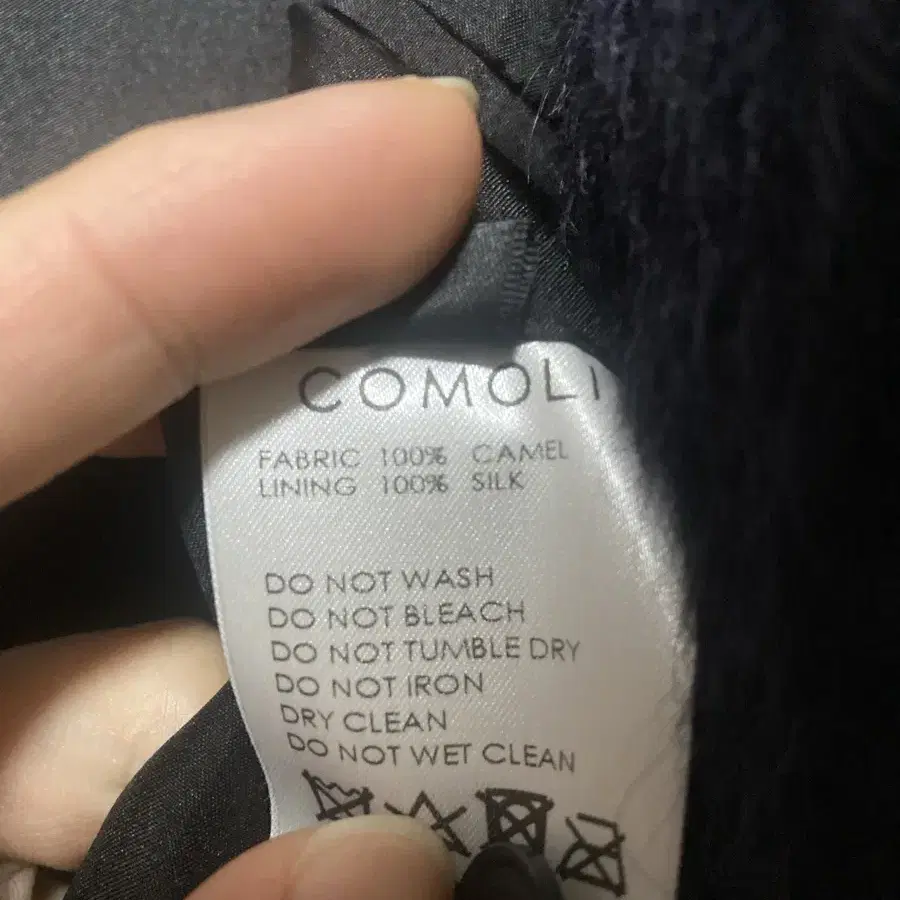 COMOLI
FABRIC 100% CAMEL
LINING 100% SILK
DO NOT WASH
DO NOT BLEACH
DO NOT TUMBLE DRY
DO NOT IRON
DRY CLEAN
DO NOT WET CLEAN